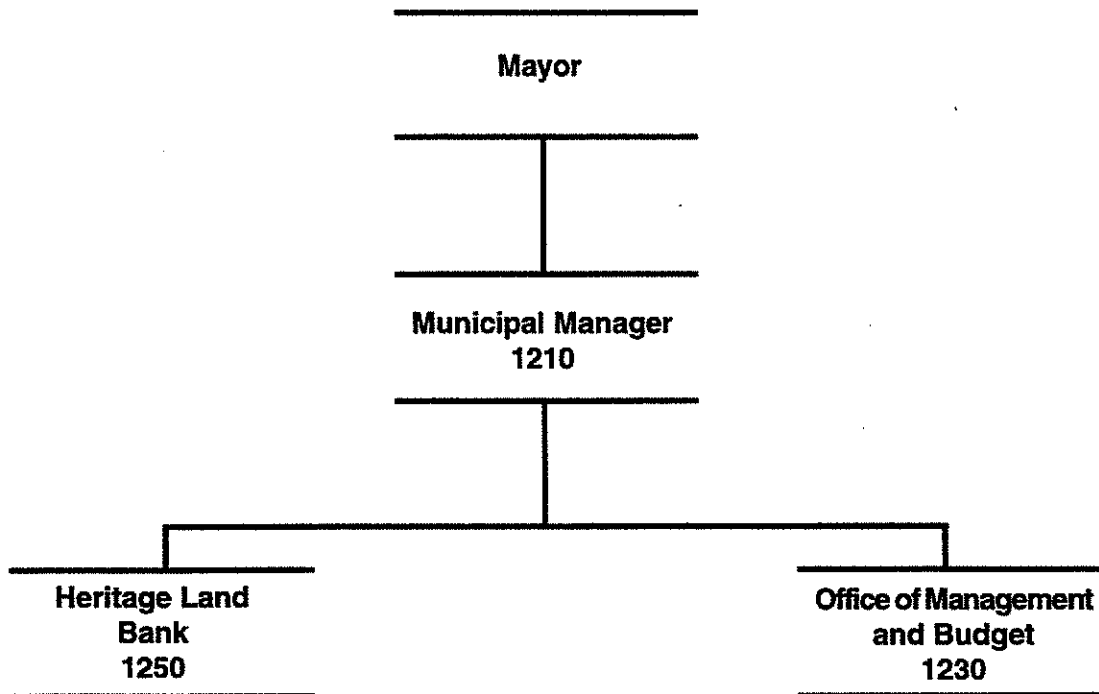 Mayor
Municipal Manager
1210
Heritage Land
Bank
1250
Office of Management
and Budget
1230